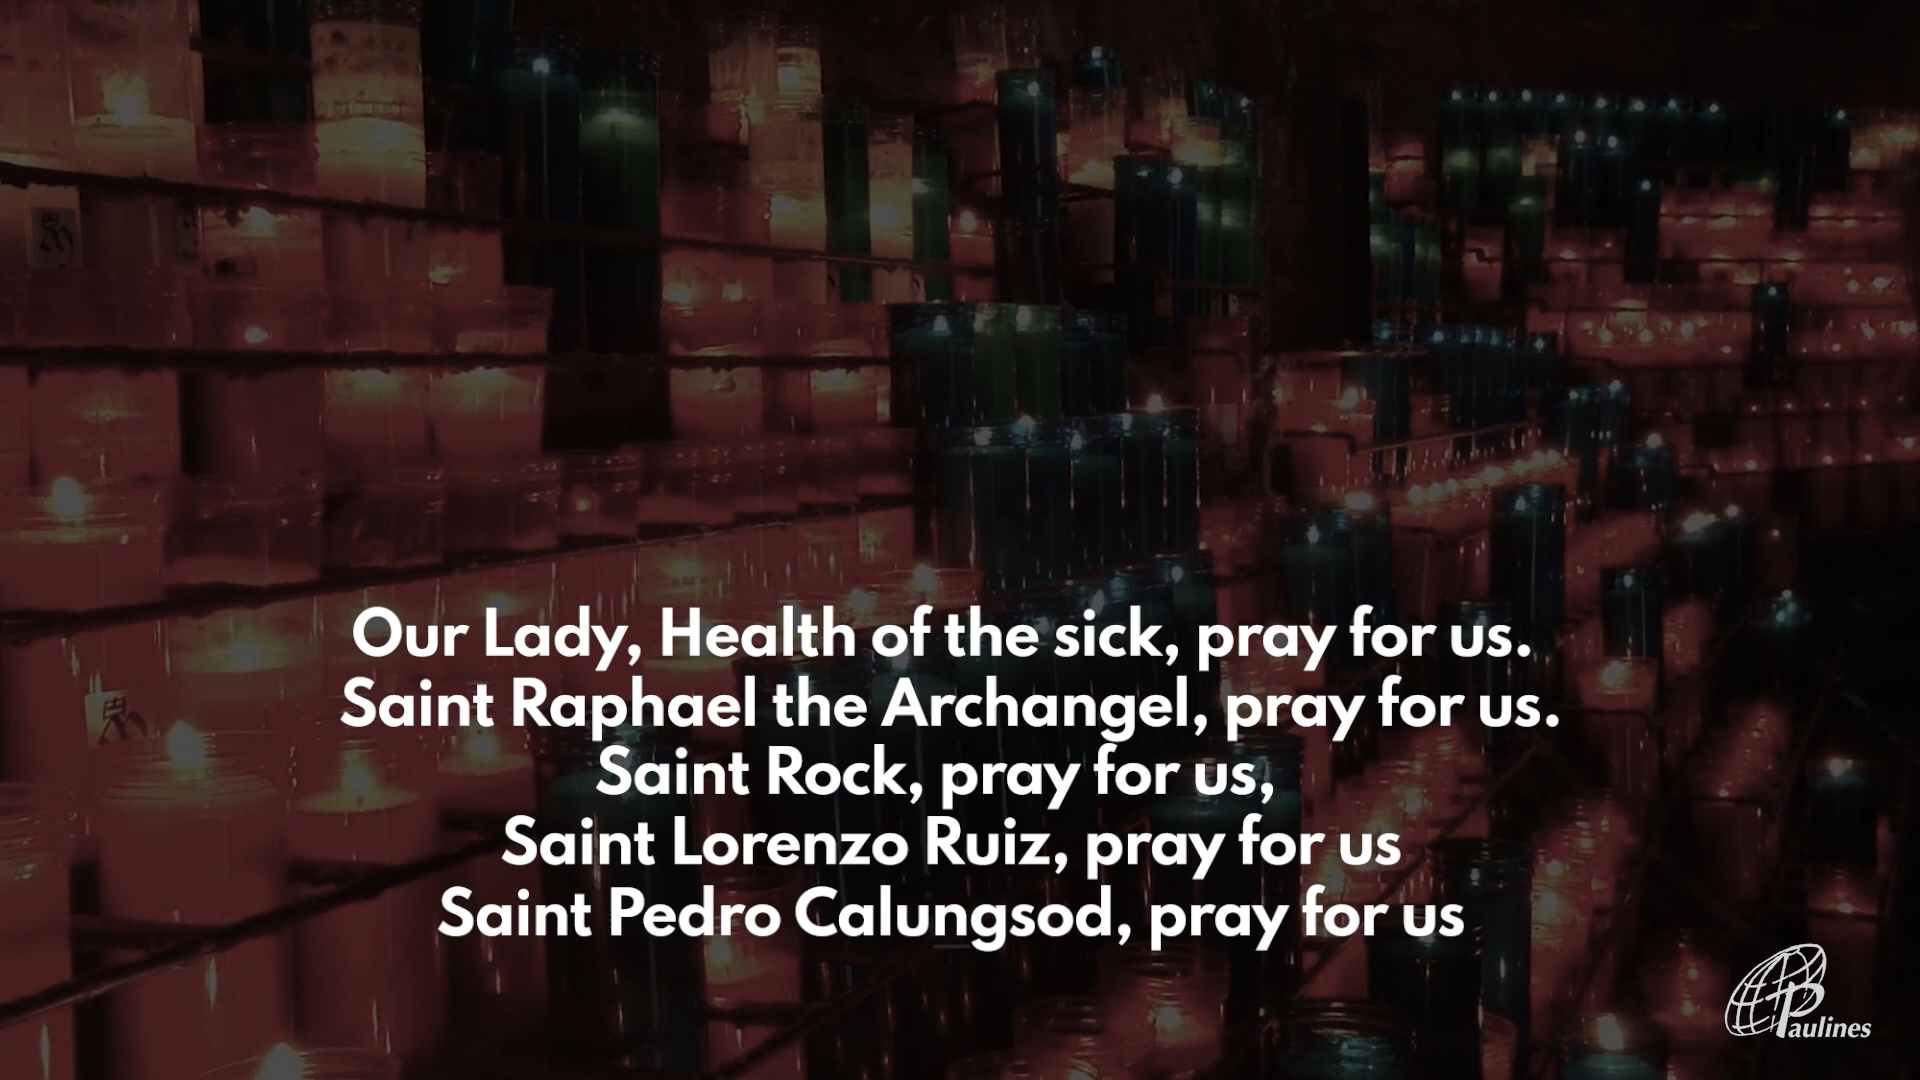 Our Lady, Health of the sick, pray for us.
Saint Raphael the Archangel, pray for us.
Saint Rock, pray for us,
Saint Lorenzo Ruiz, pray for us
Saint Pedro Calungsod, pray for us
Paulines